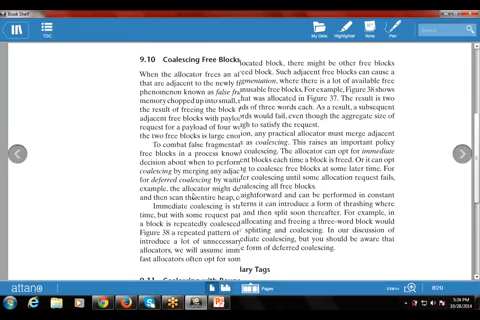 Book Shelf
TOC
My Data
Highlighter
Note
Pen
Search
9.10 Coalescing Free Blocks
When the allocator frees an al located block, there might be other free blocks
that are adjacent to the newly fr reed block. Such adjacent free blocks can cause a
phenomenon known as false fra gmentation, where there is a lot of available free
memory chopped up into small, unusable free blocks. For example, Figure 38 shows
the result of freeing the block that was allocated in Figure 37. The result is two
adjacent free blocks with paylo ds of three words each. As a result, a subsequent
request for a payload of four wo ords would fail, even though the aggregate size of
the two free blocks is large en gh to satisfy the request.
To combat false fragmentat ion, any practical allocator must merge adjacent
free blocks in a process know as coalescing. This raises an important policy
decision about when to perform coalescing. The allocator can opt for immediate
coalescing by merging any adjac ent blocks each time a block is freed. Or it can opt
for deferred coalescing by waitin g to coalesce free blocks at some later time. For
example, the allocator might de fer coalescing until some allocation request fails,
and then scan the entire heap, c oalescing all free blocks.
Immediate coalescing is str aightforward and can be performed in constant
time, but with some request pat terns it can introduce a form of thrashing where
a block is repeatedly coalesced and then split soon thereafter. For example, in
Figure 38 a repeated pattern of allocating and freeing a three-word block would
introduce a lot of unnecessary splitting and coalescing. In our discussion of
allocators, we will assume imm ediate coalescing, but you should be aware that
fast allocators often opt for som e form of deferred coalescing.
9.11 Coalescing with Boun dary Tags
attano
Pages
820
5:34 PM
10/28/2014